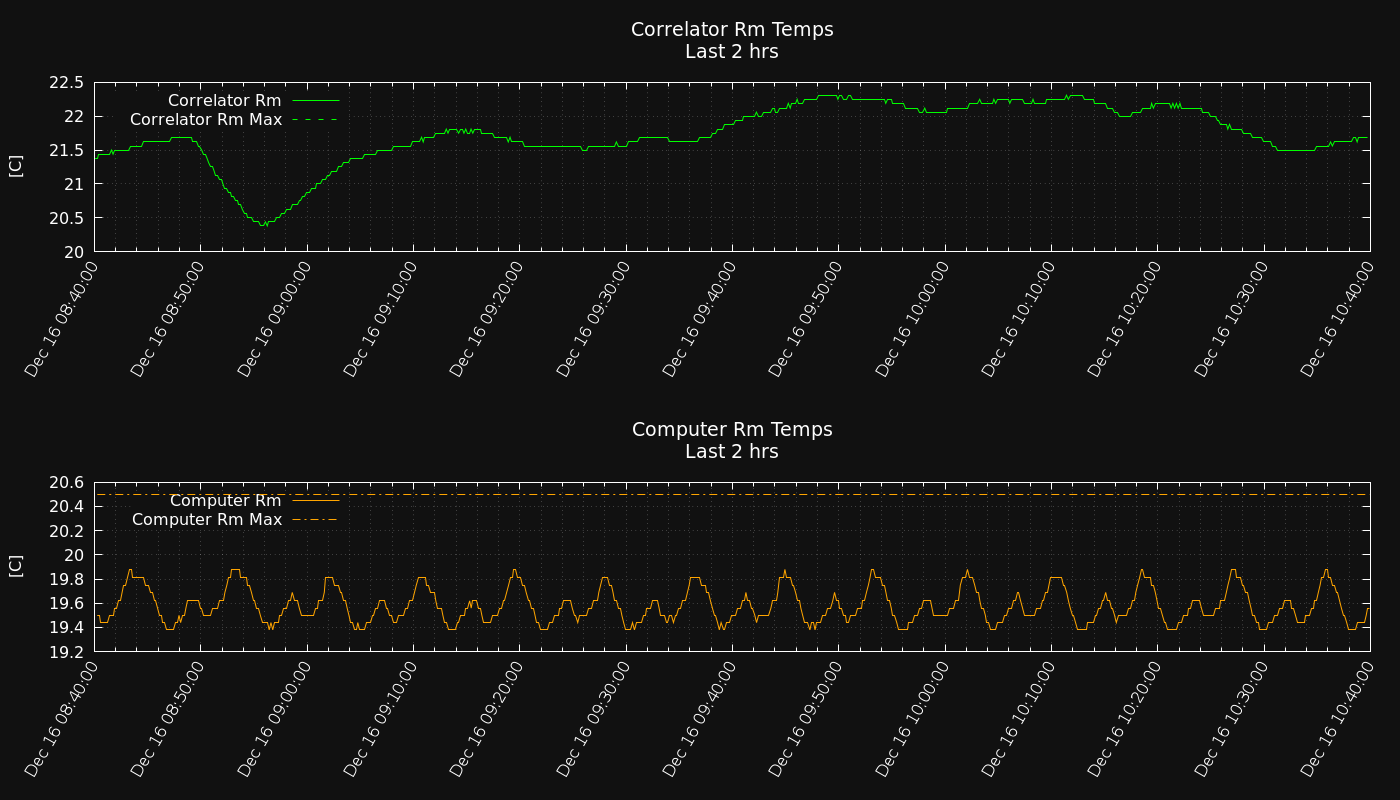 Correlator Rm Temps
Last 2 hrs
22.5
22
21.5
21
20.5
20
[C]
Correlator Rm
Correlator Rm Max
Dec 16 08:40:00
Dec 16 08:50:00
Dec 16 09:00:00
Dec 16 09:10:00
Dec 16 09:20:00
Dec 16 09:30:00
Dec 16 09:40:00
Dec 16 09:50:00
Dec 16 10:00:00
Dec 16 10:10:00
Dec 16 10:20:00
Dec 16 10:30:00
Dec 16 10:40:00
Computer Rm Temps
Last 2 hrs
20.6
20.4
20.2
20
19.8
19.6
19.4
19.2
[C]
Computer Rm
Computer Rm Max
Dec 16 08:40:00
Dec 16 08:50:00
Dec 16 09:00:00
Dec 16 09:10:00
Dec 16 09:20:00
Dec 16 09:30:00
Dec 16 09:40:00
Dec 16 09:50:00
Dec 16 10:00:00
Dec 16 10:10:00
Dec 16 10:20:00
Dec 16 10:30:00
Dec 16 10:40:00